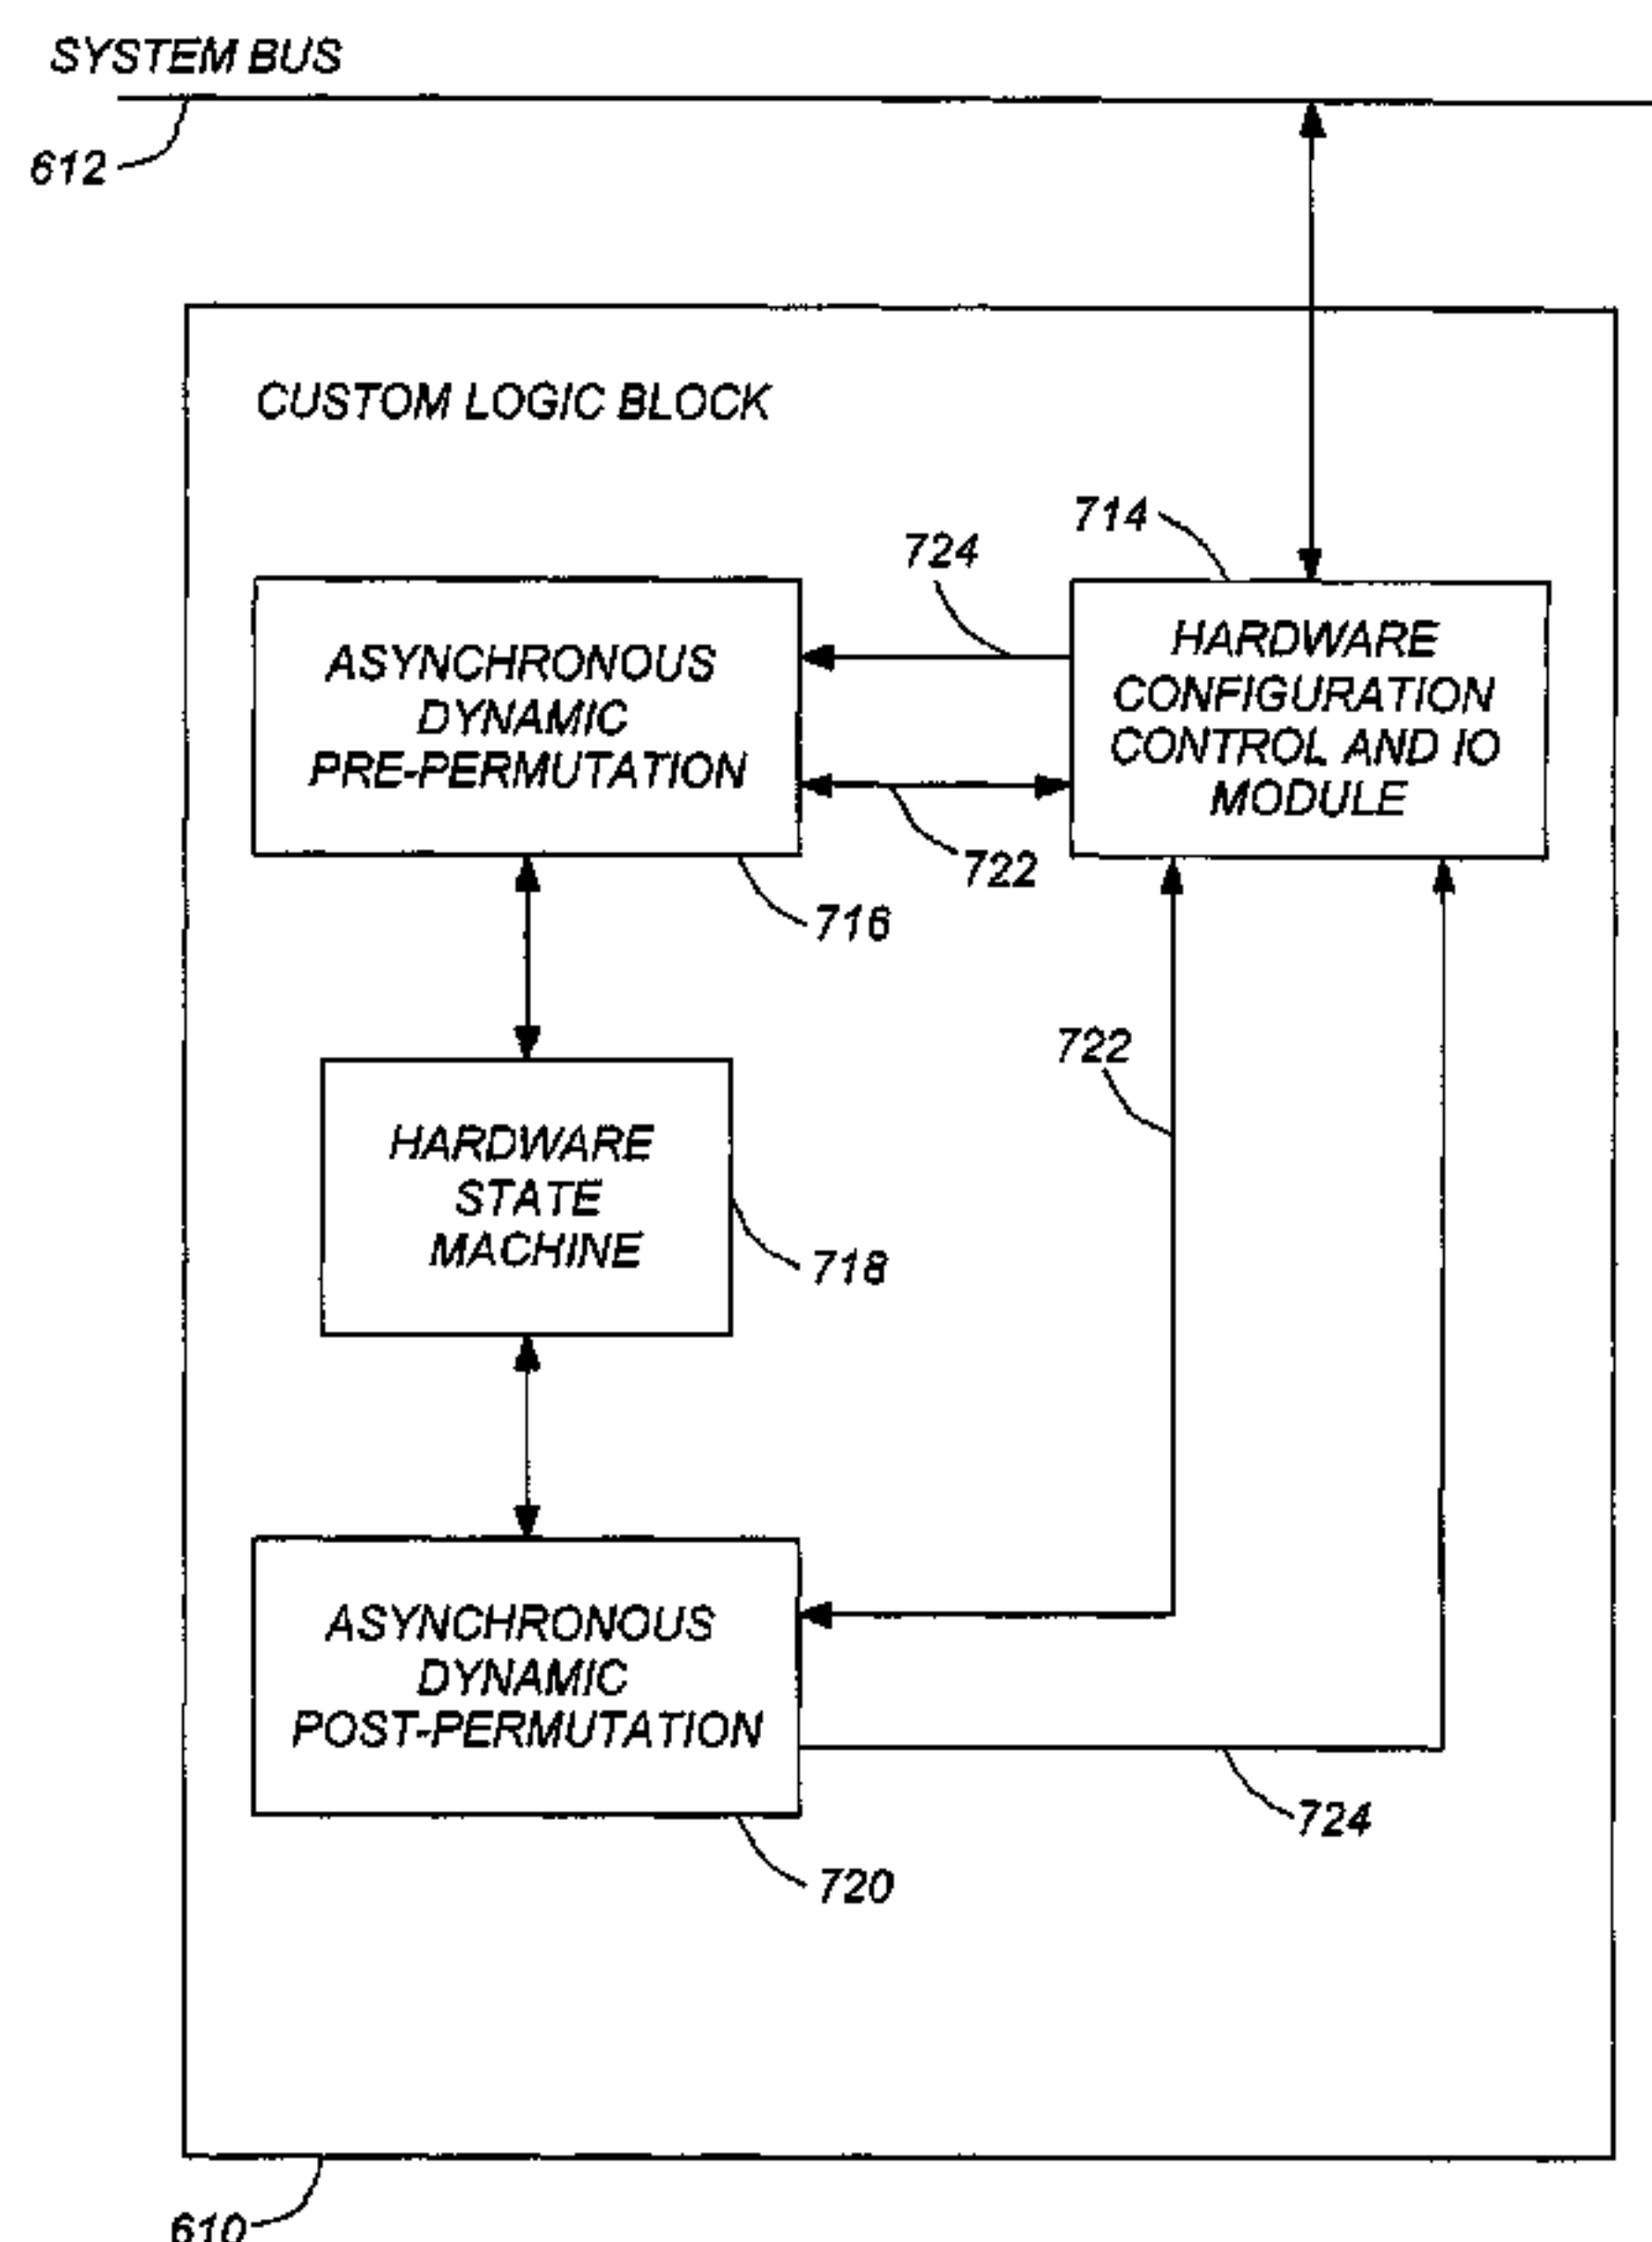 SYSTEM BUS
612
CUSTOM LOGIC BLOCK
714
724
ASYNCHRONOUS
DYNAMIC
PRE-PERMUTATION
HARDWARE
CONFIGURATION
CONTROL AND IO
MODULE
722
716
722
HARDWARE
STATE
MACHINE
718
ASYNCHRONOUS
DYNAMIC
POST-PERMUTATION
724
720
610